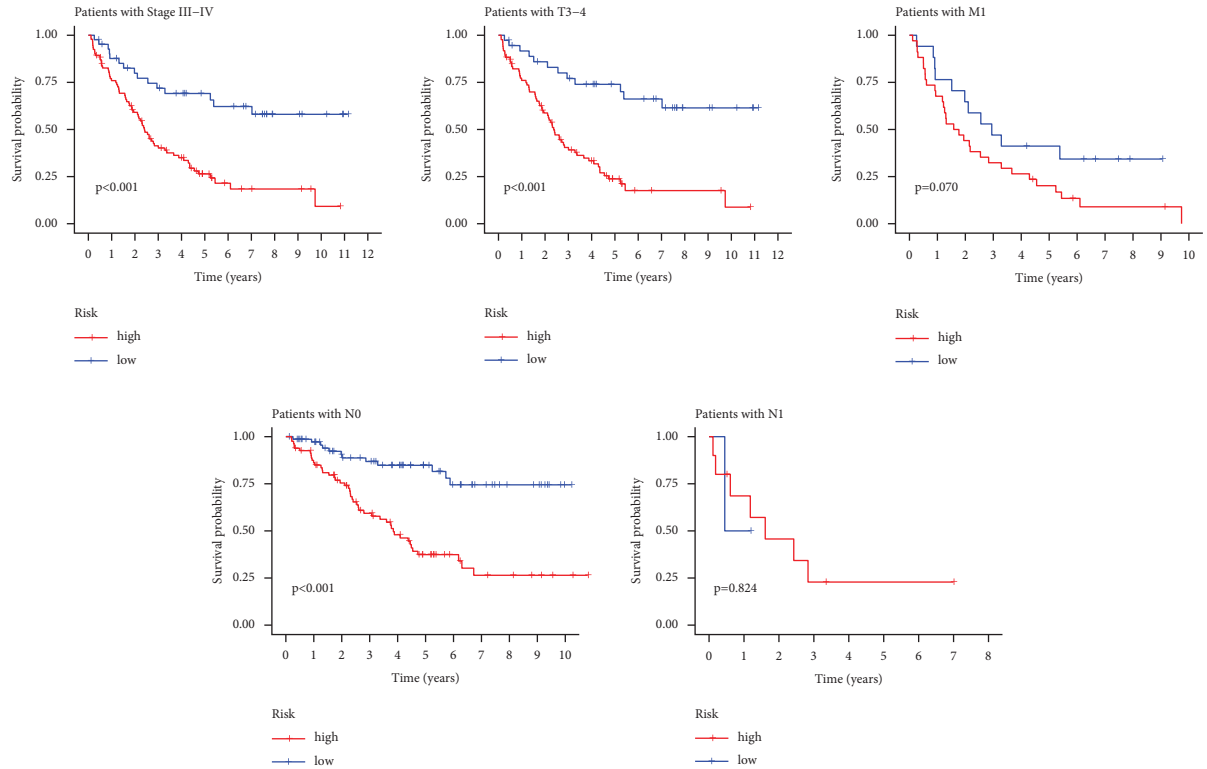 Patients with Stage III−IV
1.00
0.75
0.50
0.25
0.00
Survival probability
p<0.001
0 1 2 3 4 5 6 7 8 9 10 11 12
Time (years)
Risk
high
low
Patients with T3−4
1.00
0.75
0.50
0.25
0.00
Survival probability
p<0.001
0 1 2 3 4 5 6 7 8 9 10 11 12
Time (years)
Risk
high
low
Patients with M1
1.00
0.75
0.50
0.25
0.00
Survival probability
p=0.070
0 1 2 3 4 5 6 7 8 9 10
Time (years)
Risk
high
low
Patients with N0
1.00
0.75
0.50
0.25
0.00
Survival probability
p<0.001
0 1 2 3 4 5 6 7 8 9 10
Time (years)
Risk
high
low
Patients with N1
1.00
0.75
0.50
0.25
0.00
Survival probability
p=0.824
0 1 2 3 4 5 6 7 8
Time (years)
Risk
high
low